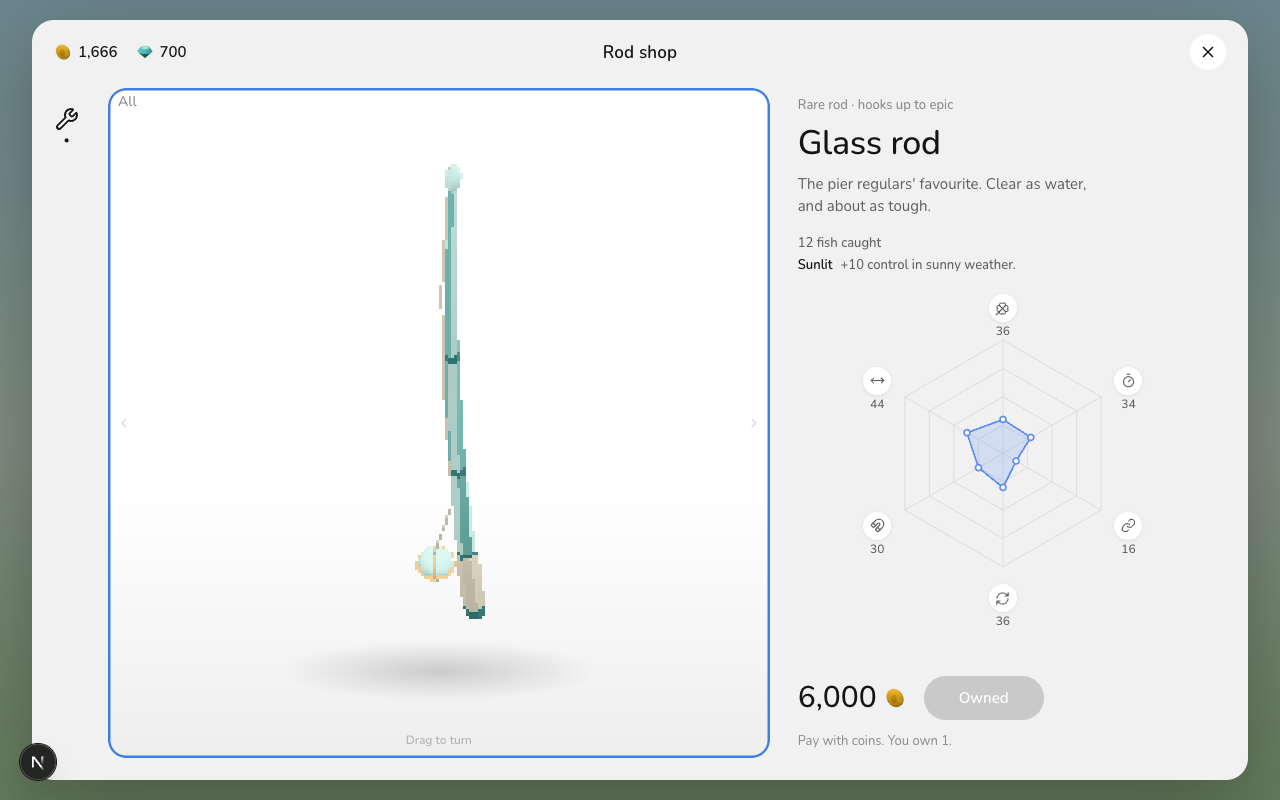 1,666
700
Rod shop
All
Rare rod · hooks up to epic
Glass rod
The pier regulars' favourite. Clear as water,
and about as tough.
12 fish caught
Sunlit +10 control in sunny weather.
36
44
34
30
16
36
6,000
Owned
Pay with coins. You own 1.
Drag to turn
N